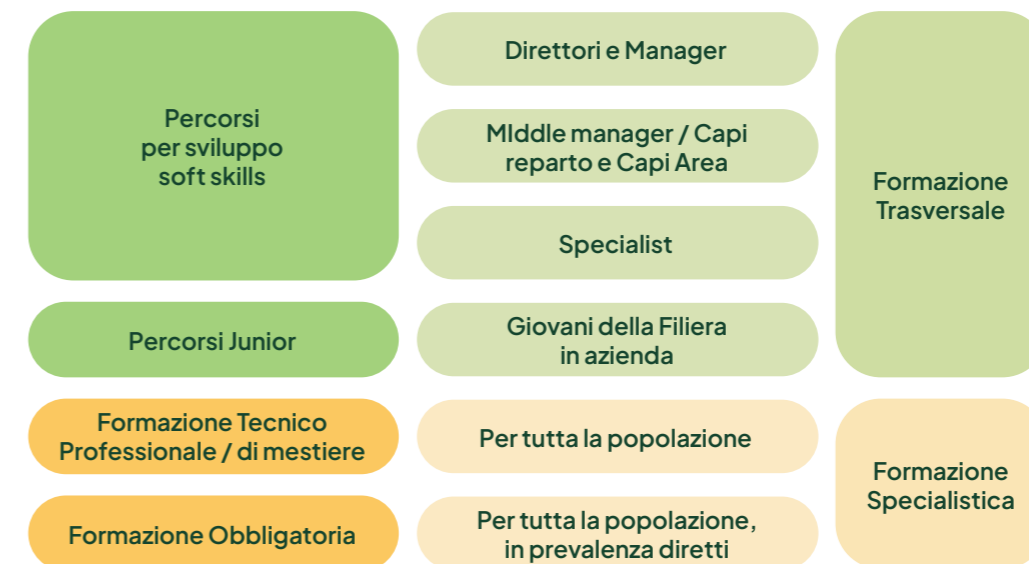 Percorsi
per sviluppo
soft skills
Direttori e Manager
MIddle manager / Capi
reparto e Capi Area
Specialist
Formazione
Trasversale
Percorsi Junior
Giovani della Filiera
in azienda
Formazione Tecnico
Professionale / di mestiere
Per tutta la popolazione
Formazione
Specialistica
Formazione Obbligatoria
Per tutta la popolazione,
in prevalenza diretti